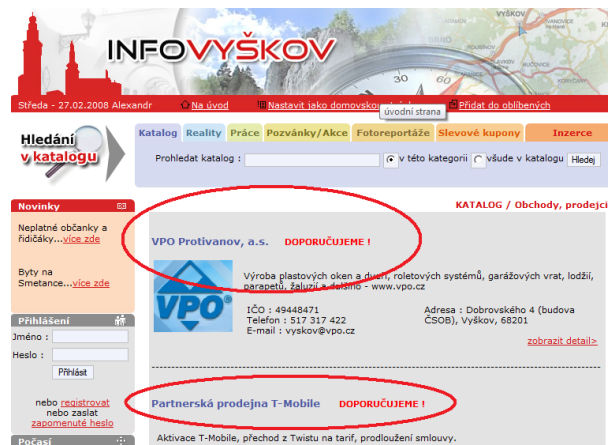 INFOVYŠKOV
VYŠKOV
BRNO
30
60
Středa - 27.02.2008 Alexandr
Na úvod
Nastavit jako domovskou
Přidat do oblíbených
úvodní strana
Hledání
v katalogu
Katalog Reality Práce Pozvánky/Akce Fotoreportáže Slevové kupony Inzerce
Prohledat katalog : v této kategorii všude v katalogu Hledej
Novinky
KATALOG / Obchody, prodejci
Neplatné občanky a
řidičáky...více zde
Byty na
Smetance...více zde
VPO Protivanov, a.s. DOPORUČUJEME !
VPO®
Výroba plastových oken a dveří, roletových systémů, garážových vrat, lodžií,
parapetů, žaluzií a dalšího - www.vpo.cz
IČO : 49448471
Telefon : 517 317 422
E-mail : vyskov@vpo.cz
Adresa : Dobrovského 4 (budova
ČSOB), Vyškov, 68201
zobrazit detail>
Přihlášení
Jméno :
Heslo :
Přihlásit
nebo registrovat
nebo zaslat
zapomenuté heslo
Počasí
Partnerská prodejna T-Mobile DOPORUČUJEME !
Aktivace T-Mobile, přechod z Twistu na tarif, prodloužení smlouvy.